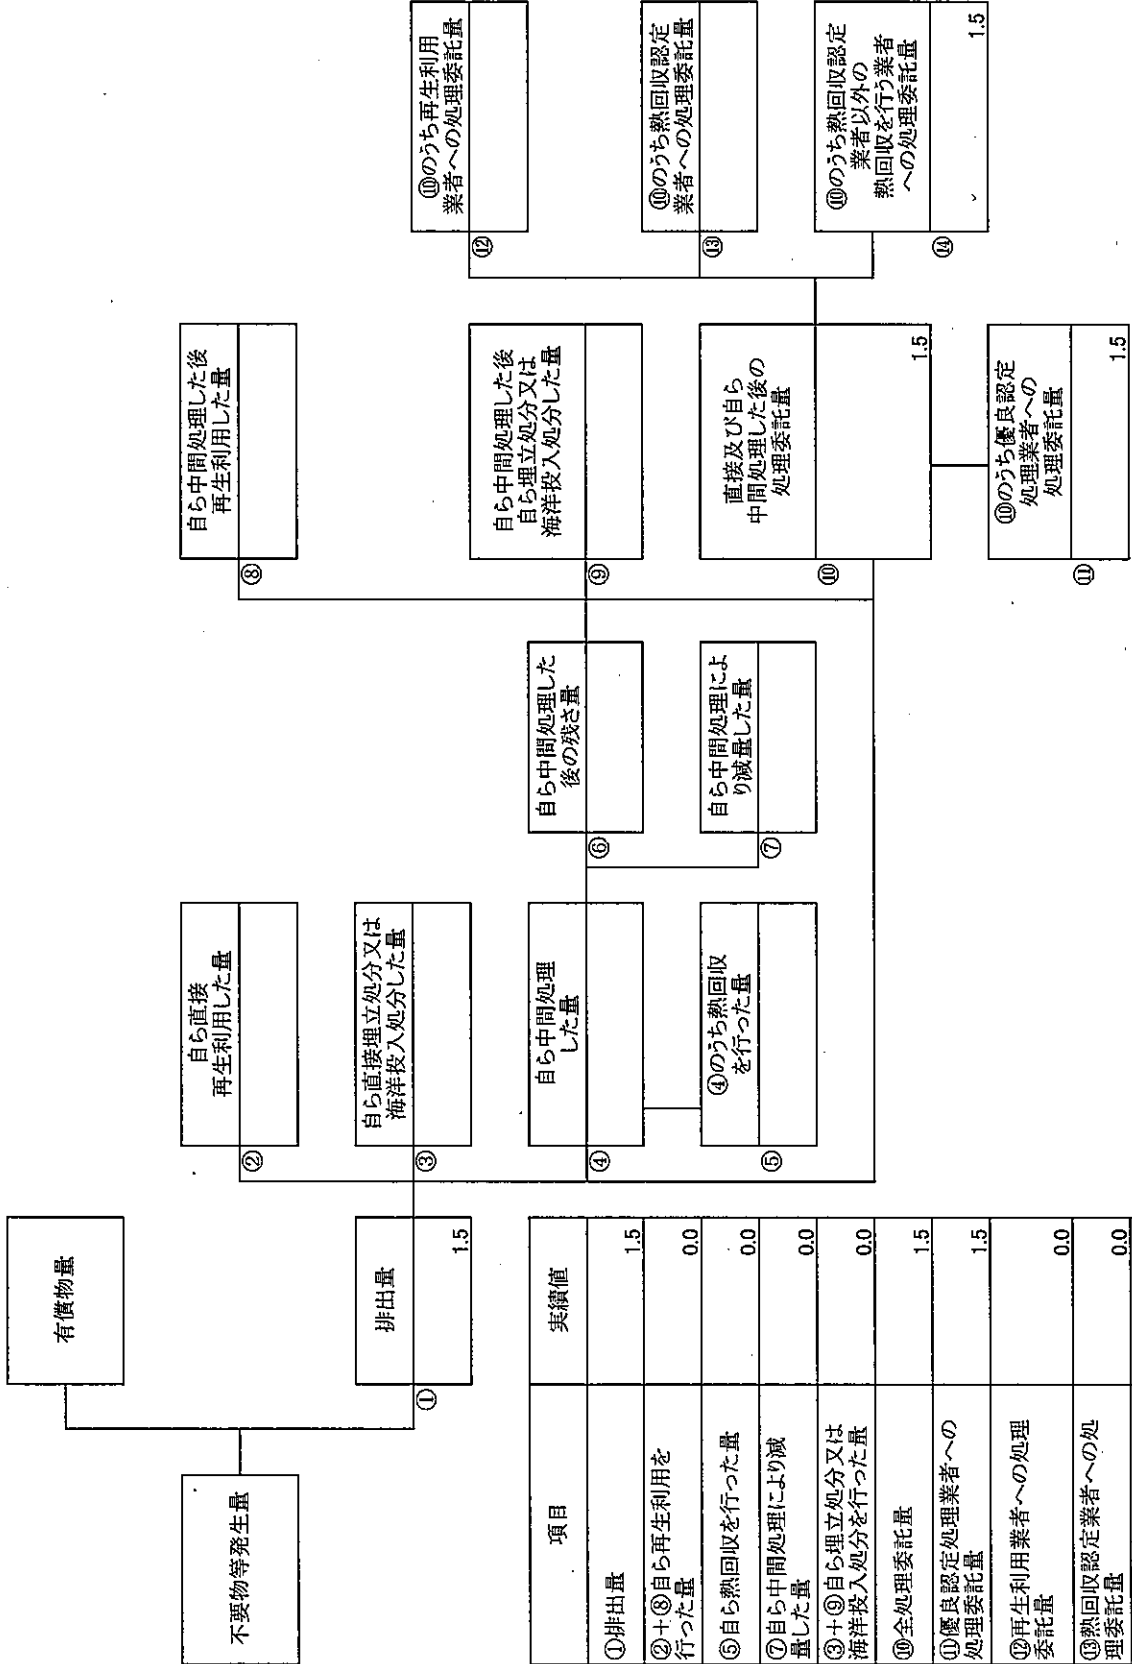 不要物等発生量
有償物量
排出量
①
1.5
自ら直接
再生利用した量
②
自ら直接埋立処分又は
海洋投入処分した量
③
自ら中間処理
した量
④
④のうち熱回収
を行った量
⑤
自ら中間処理した
後の残さ量
⑥
自ら中間処理によ
り減量した量
⑦
自ら中間処理した後
再生利用した量
⑧
自ら中間処理した後
自ら埋立処分又は
海洋投入処分した量
⑨
直接及び自ら
中間処理した後の
処理委託量
⑩
1.5
⑩のうち優良認定
処理業者への
処理委託量
⑪
1.5
⑩のうち再生利用
業者への処理委託量
⑫
⑩のうち熱回収認定
業者への処理委託量
⑬
⑩のうち熱回収認定
業者以外の
熱回収を行う業者
への処理委託量
⑭
1.5
項目 実績値
①排出量 1.5
②+⑧自ら再生利用を
行った量 0.0
⑤自ら熱回収を行った量 0.0
⑦自ら中間処理により減
量した量 0.0
③+⑨自ら埋立処分又は
海洋投入処分を行った量 0.0
⑩全処理委託量 1.5
⑪優良認定処理業者への
処理委託量 1.5
⑫再生利用業者への処理
委託量 0.0
⑬熱回収認定業者への処
理委託量 0.0